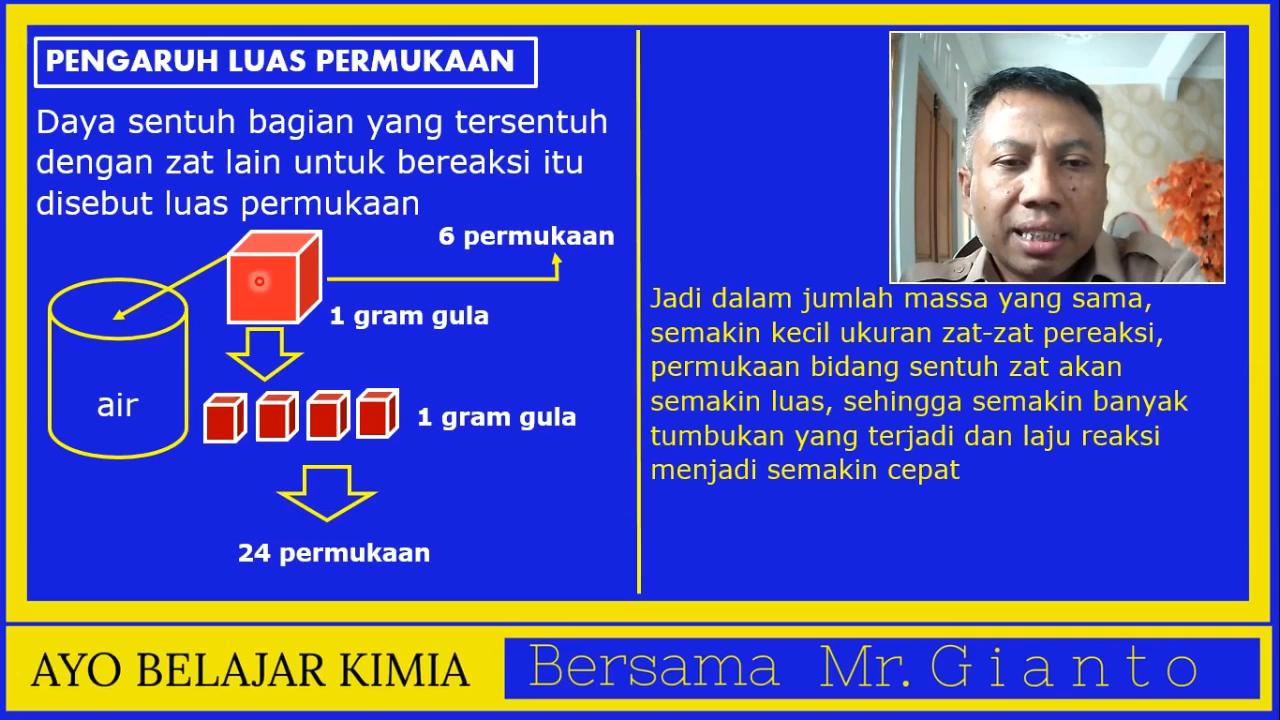 PENGARUH LUAS PERMUKAAN
Daya sentuh bagian yang tersentuh
dengan zat lain untuk bereaksi itu
disebut luas permukaan
6 permukaan
1 gram gula
air
1 gram gula
24 permukaan
Jadi dalam jumlah massa yang sama,
semakin kecil ukuran zat-zat pereaksi,
permukaan bidang sentuh zat akan
semakin luas, sehingga semakin banyak
tumbukan yang terjadi dan laju reaksi
menjadi semakin cepat
AYO BELAJAR KIMIA
Bersama Mr. Gianto